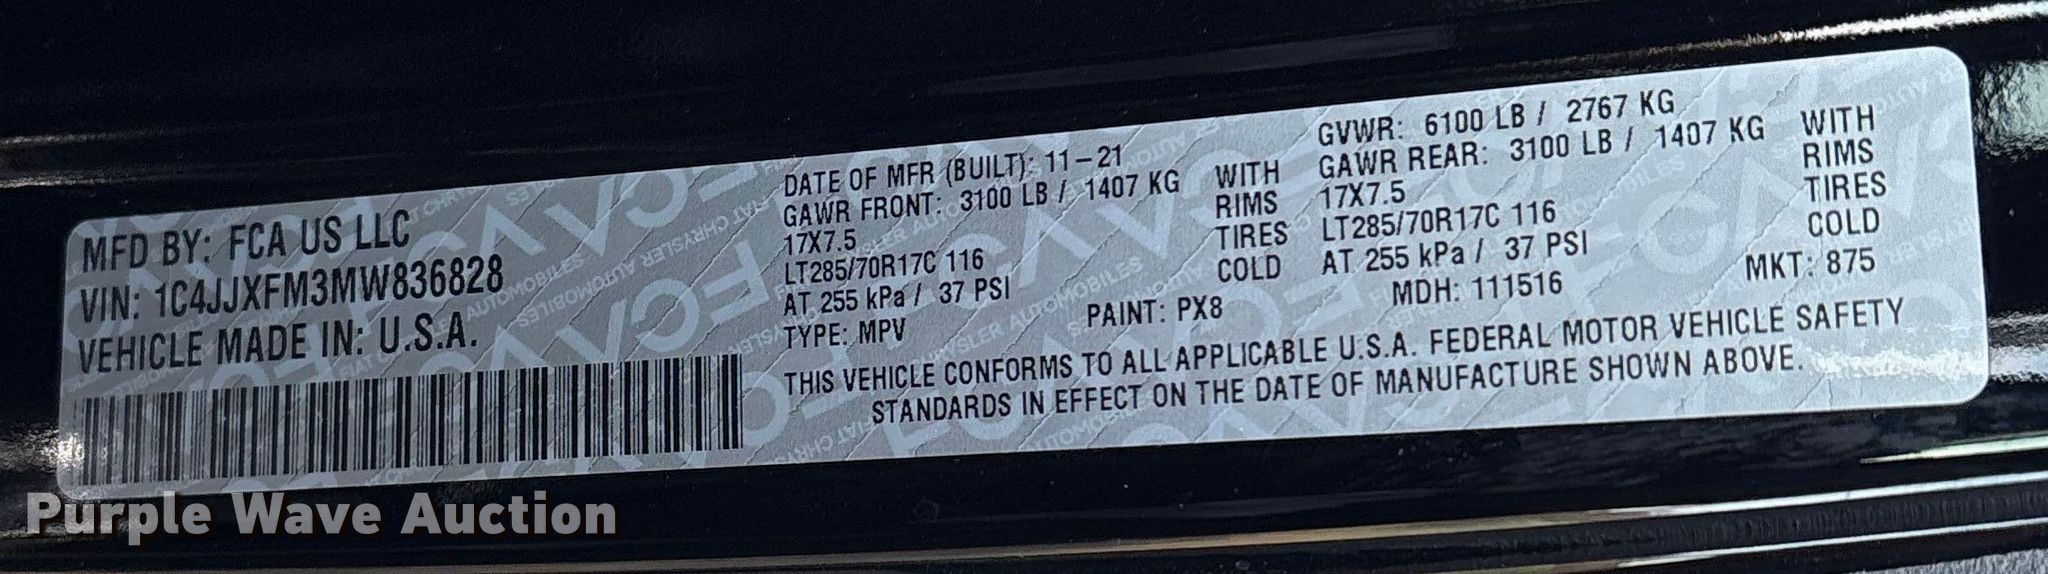 MFD BY: FCA US LLC
VIN: 1C4JJXFM3MW836828
VEHICLE MADE IN: U.S.A.
DATE OF MFR (BUILT): 11-21
GAWR FRONT: 3100 LB / 1407 KG WITH
17X7.5 RIMS
LT285/70R17C 116 TIRES
AT 255 kPa / 37 PSI COLD
TYPE: MPV
PAINT: PX8
GVWR: 6100 LB / 2767 KG
GAWR REAR: 3100 LB / 1407 KG WITH
17X7.5 RIMS
LT285/70R17C 116 TIRES
AT 255 kPa / 37 PSI COLD
MDH: 111516 MKT: 875
THIS VEHICLE CONFORMS TO ALL APPLICABLE U.S.A. FEDERAL MOTOR VEHICLE SAFETY
STANDARDS IN EFFECT ON THE DATE OF MANUFACTURE SHOWN ABOVE.
Purple Wave Auction